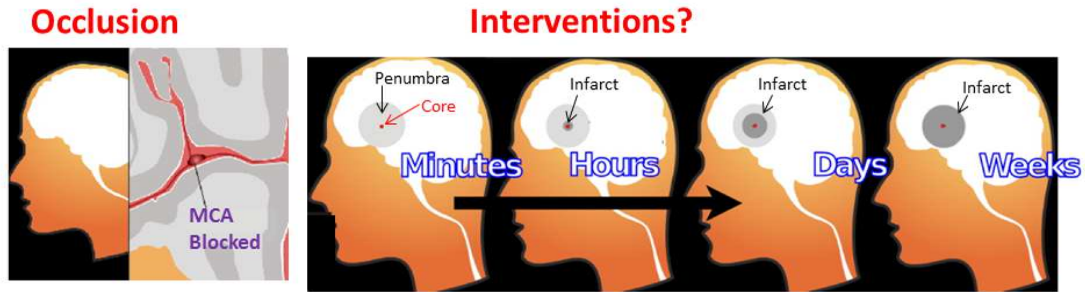 Occlusion
Interventions?
MCA
Blocked
Penumbra
Core
Minutes
Infarct
Hours
Infarct
Days
Infarct
Weeks